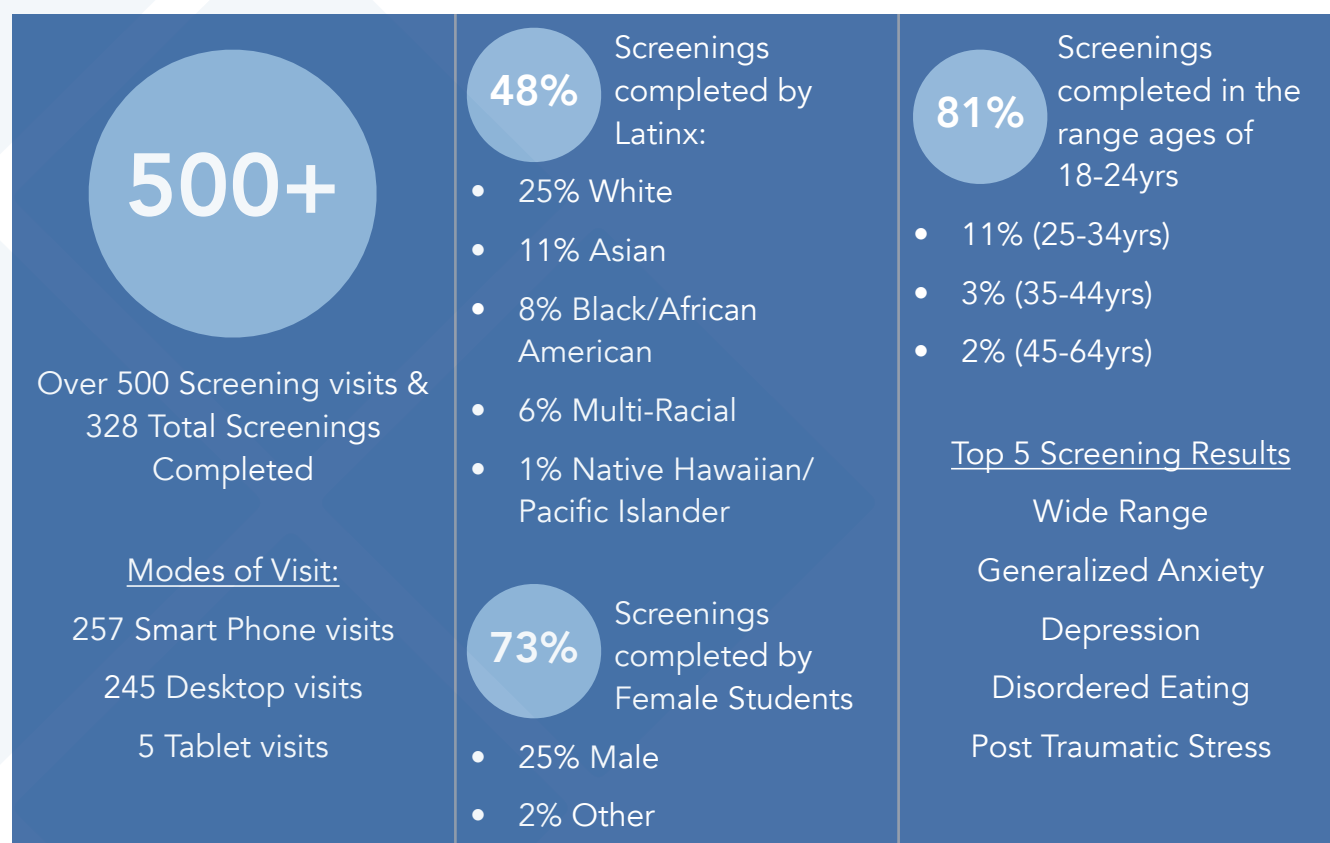 500+
Over 500 Screening visits &
328 Total Screenings
Completed
Modes of Visit:
257 Smart Phone visits
245 Desktop visits
5 Tablet visits
48%
Screenings
completed by
Latinx:
• 25% White
• 11% Asian
• 8% Black/African
American
• 6% Multi-Racial
• 1% Native Hawaiian/
Pacific Islander
73%
Screenings
completed by
Female Students
• 25% Male
• 2% Other
81%
Screenings
completed in the
range ages of
18-24yrs
• 11% (25-34yrs)
• 3% (35-44yrs)
• 2% (45-64yrs)
Top 5 Screening Results
Wide Range
Generalized Anxiety
Depression
Disordered Eating
Post Traumatic Stress